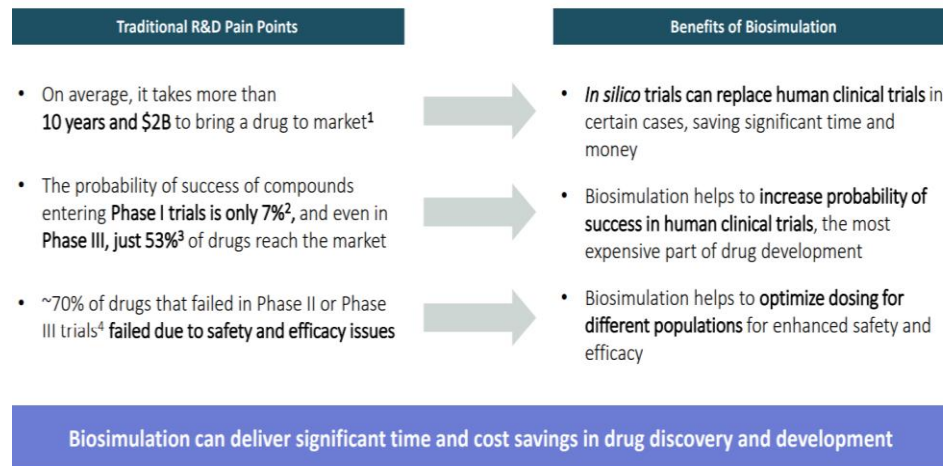 Traditional R&D Pain Points
• On average, it takes more than
10 years and $2B to bring a drug to market1
• The probability of success of compounds
entering Phase I trials is only 7%2, and even in
Phase III, just 53%3 of drugs reach the market
• ~70% of drugs that failed in Phase II or Phase
III trials4 failed due to safety and efficacy issues
Benefits of Biosimulation
• In silico trials can replace human clinical trials in
certain cases, saving significant time and
money
• Biosimulation helps to increase probability of
success in human clinical trials, the most
expensive part of drug development
• Biosimulation helps to optimize dosing for
different populations for enhanced safety and
efficacy
Biosimulation can deliver significant time and cost savings in drug discovery and development